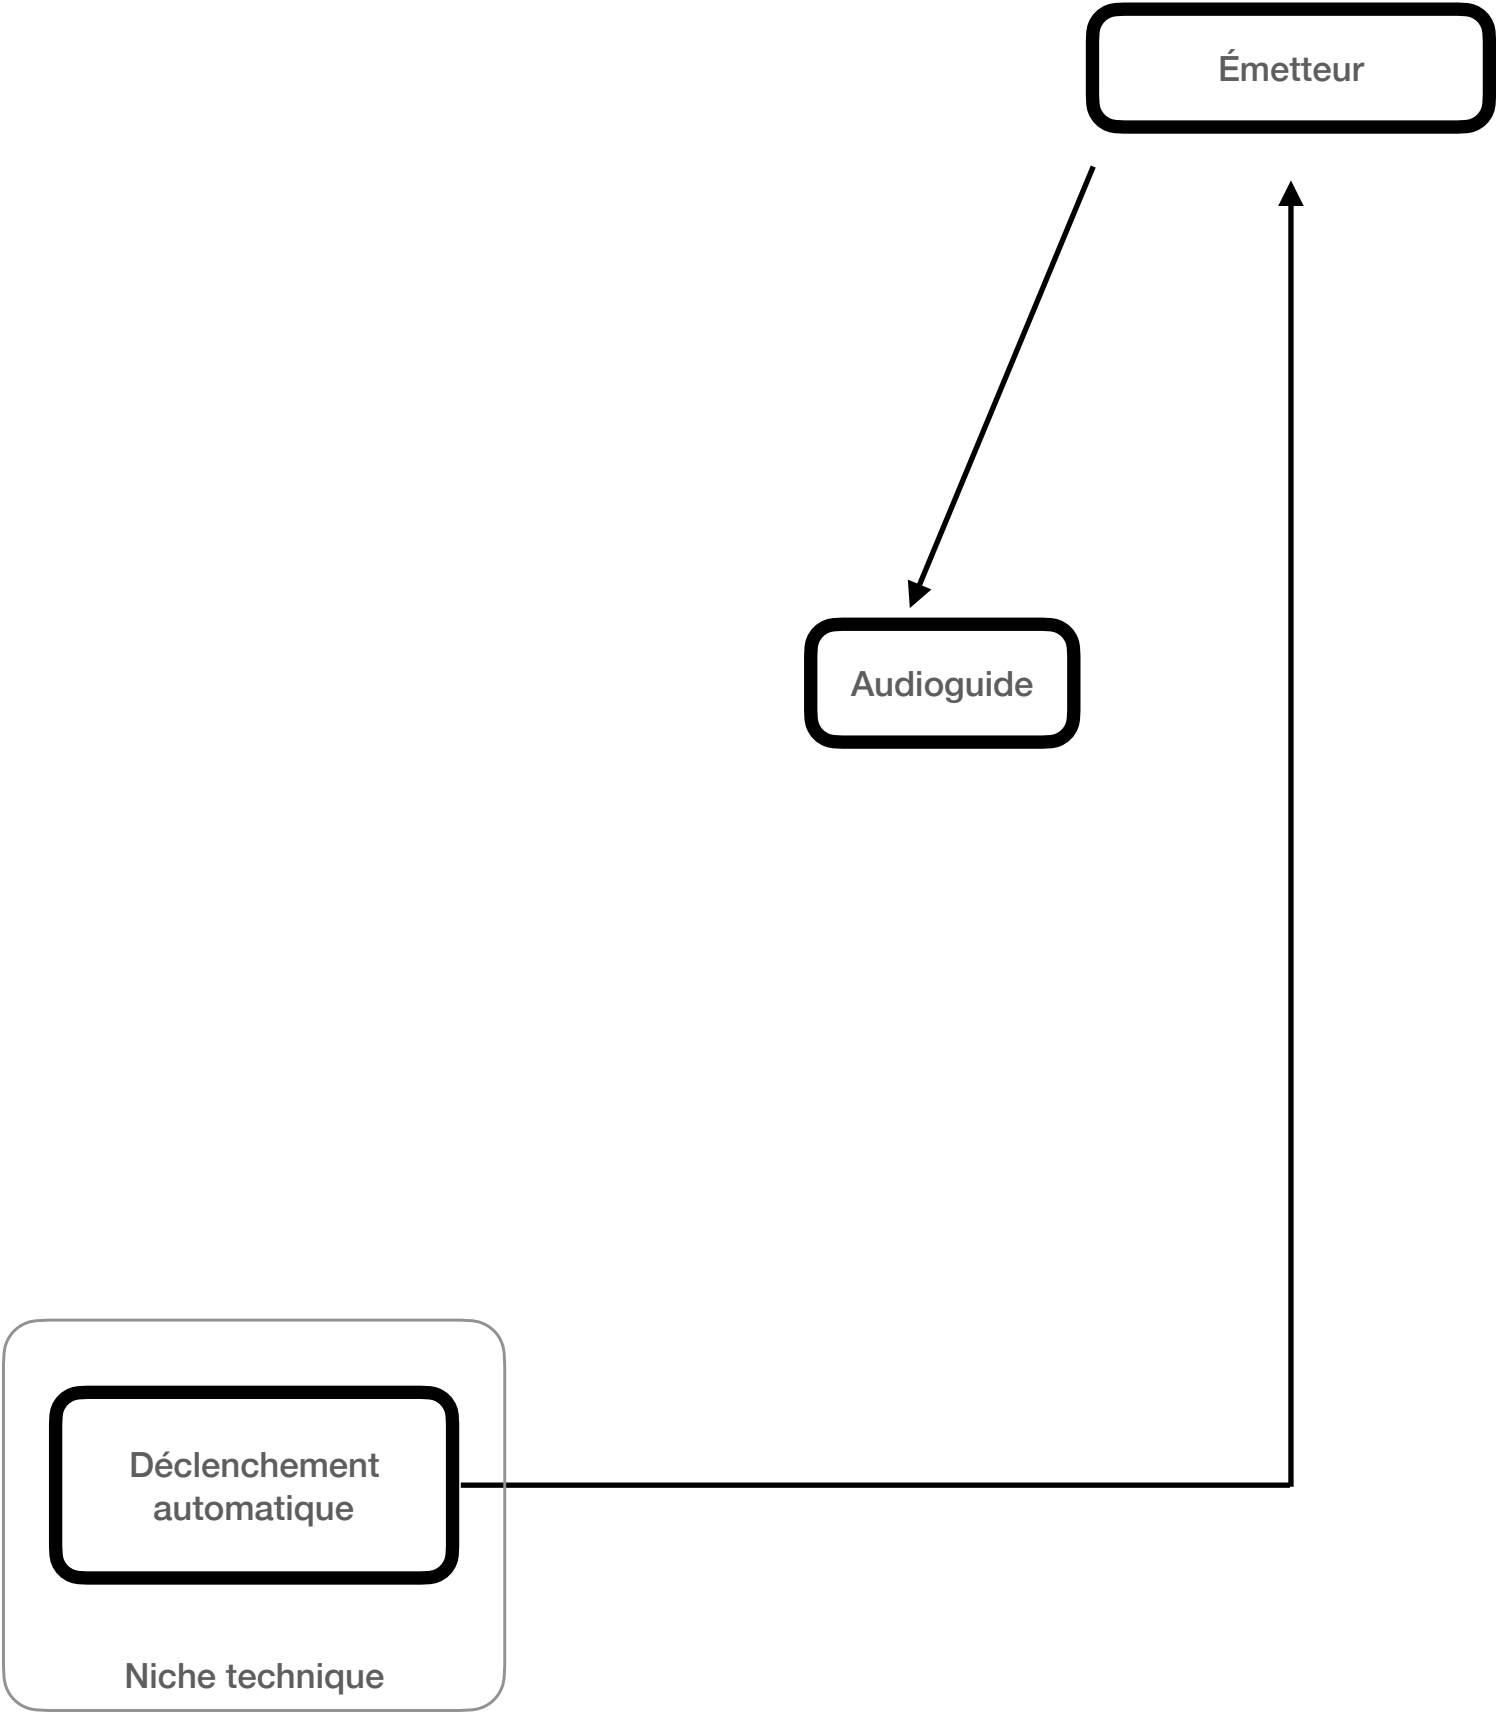 Émetteur
Audioguide
Déclenchement
automatique
Niche technique